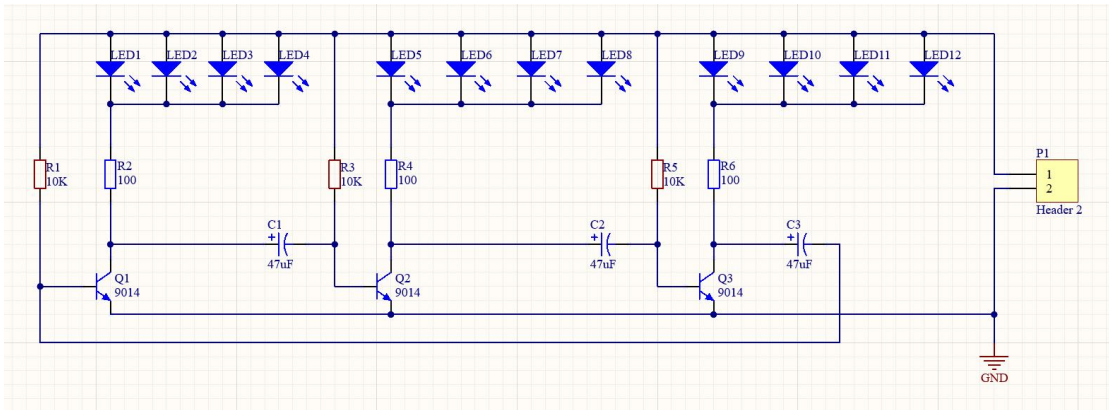 LED1 LED2 LED3 LED4 LED5 LED6 LED7 LED8 LED9 LED10 LED11 LED12
P1
R1 R2 R3 R4 R5 R6
1
10K 100 10K 100 10K 100
2
Header 2
C1 C2 C3
+ + +
47uF 47uF 47uF
Q1 Q2 Q3
9014 9014 9014
GND